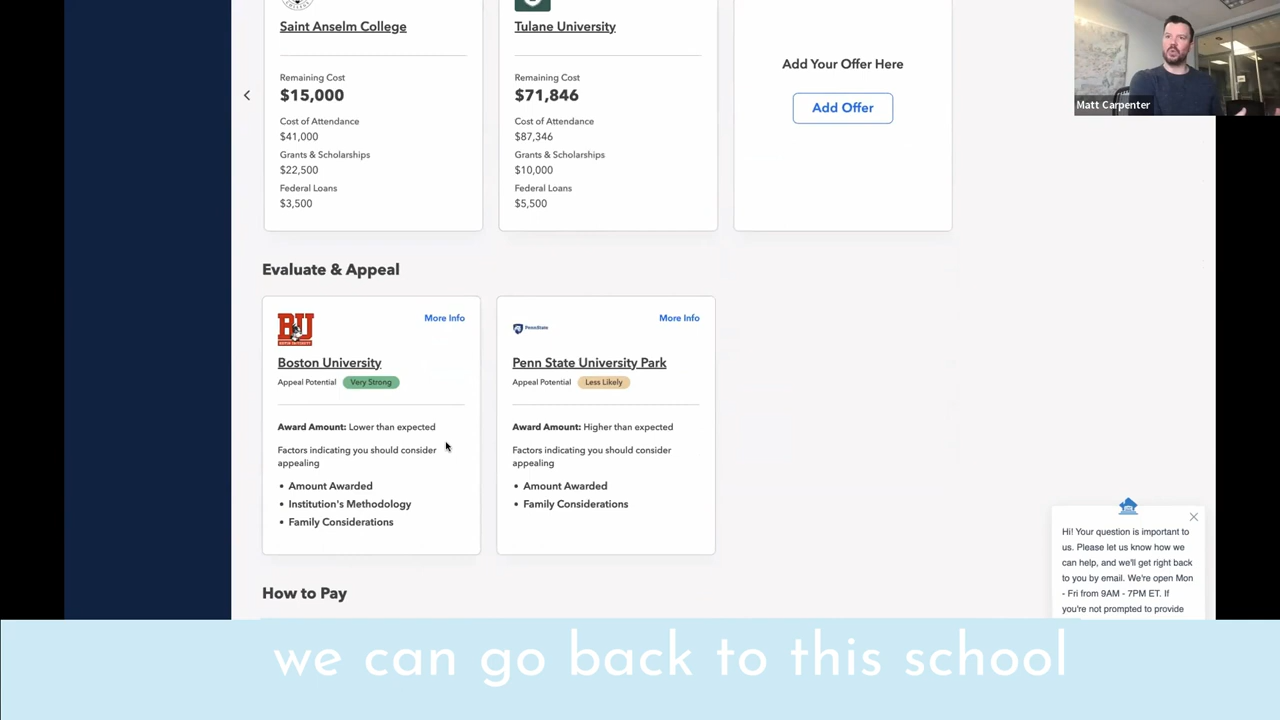 Saint Anselm College
Remaining Cost
$15,000
Cost of Attendance
$41,000
Grants & Scholarships
$22,500
Federal Loans
$3,500
Tulane University
Remaining Cost
$71,846
Cost of Attendance
$87,346
Grants & Scholarships
$10,000
Federal Loans
$5,500
Add Your Offer Here
Add Offer
Matt Carpenter
Evaluate & Appeal
BU
More Info
Boston University
Appeal Potential Very Strong
Award Amount: Lower than expected
Factors indicating you should consider
appealing
• Amount Awarded
• Institution's Methodology
• Family Considerations
PennState
More Info
Penn State University Park
Appeal Potential Less Likely
Award Amount: Higher than expected
Factors indicating you should consider
appealing
• Amount Awarded
• Family Considerations
Hi! Your question is important to
us. Please let us know how we
can help, and we'll get right back
to you by email. We're open Mon
- Fri from 9AM - 7PM ET. If
you're not prompted to provide
How to Pay
we can go back to this school